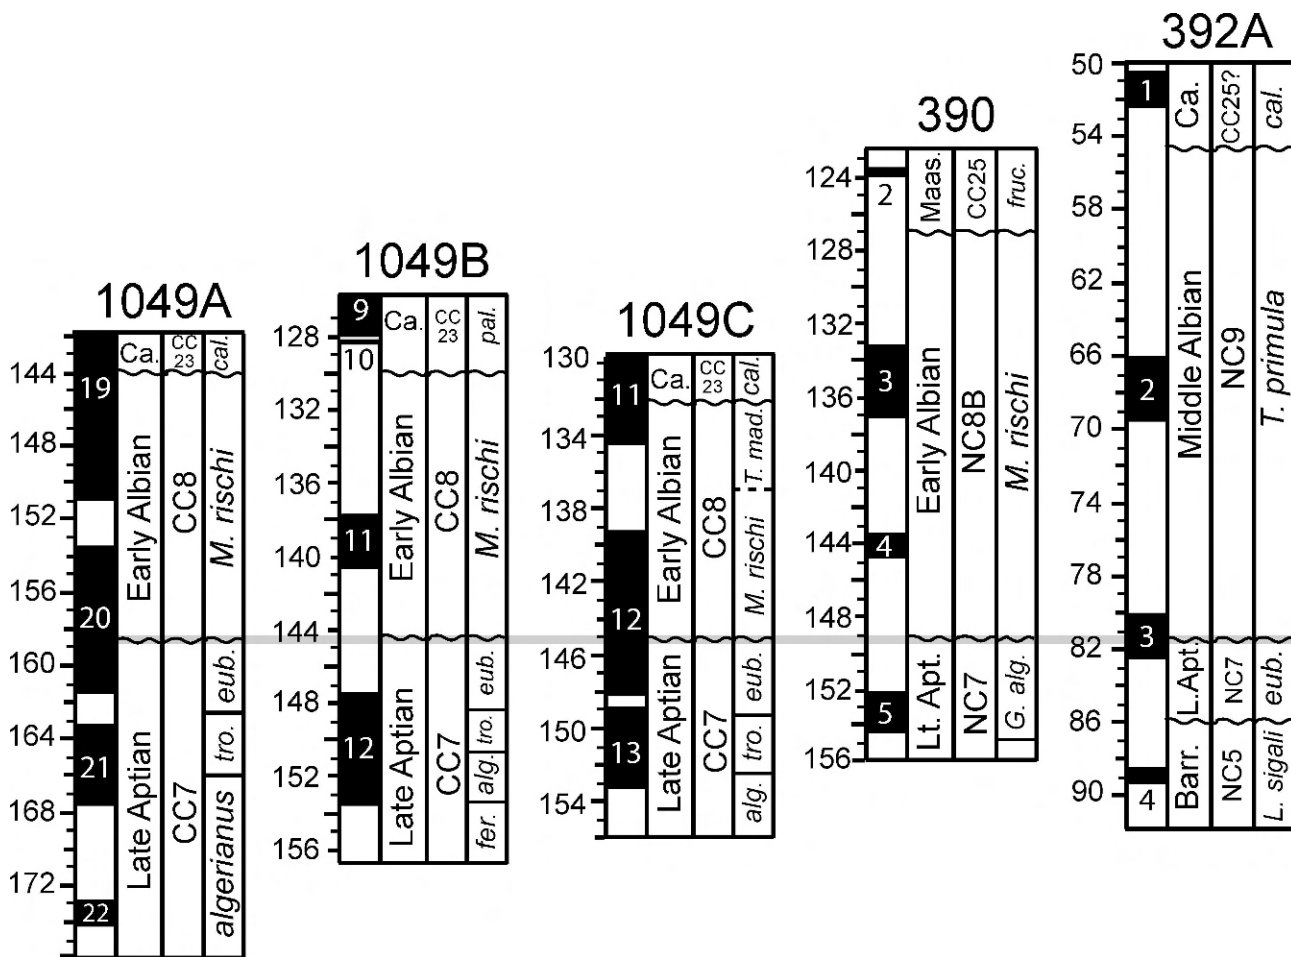 1049A
144
148
152
156
160
164
168
172
19
20
21
22
Ca.
Early Albian
Late Aptian
CC
23
CC8
CC7
cal.
M. rischi
eub.
tro.
algerianus
1049B
128
132
136
140
144
148
152
156
9
10
11
12
Ca.
Early Albian
Late Aptian
CC
23
CC8
CC7
pal.
M. rischi
eub.
tro.
alg.
fer.
1049C
130
134
138
142
146
150
154
11
12
13
Ca.
Early Albian
Late Aptian
CC
23
CC8
CC7
cal.
T. mad.
M. rischi
eub.
tro.
alg.
390
124
128
132
136
140
144
148
152
156
2
3
4
5
Maas.
Early Albian
Lt. Apt.
CC25
NC8B
NC7
fruc.
M. rischi
G. alg.
392A
50
54
58
62
66
70
74
78
82
86
90
1
2
3
4
Ca.
Middle Albian
L.Apt.
Barr.
CC25?
NC9
NC7
NC5
cal.
T. primula
eub.
L. sigali